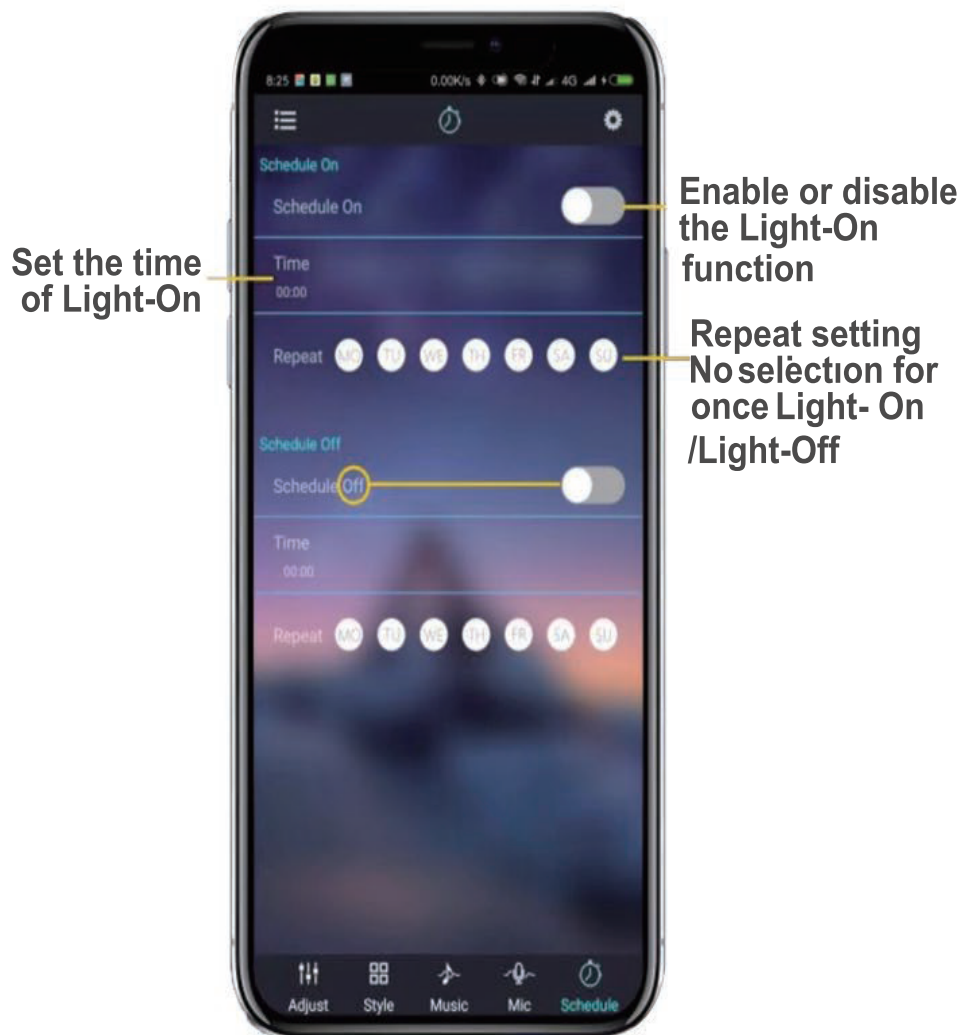 8:25 0.00K/s 4G
Schedule On
Schedule On
Enable or disable
the Light-On
function
Set the time
of Light-On
Time
00:00
Repeat MO TU WE TH FR SA SU
Repeat setting
No selection for
once Light- On
/Light-Off
Schedule Off
Schedule Off
Time
00:00
Repeat MO TU WE TH FR SA SU
Adjust Style Music Mic Schedule